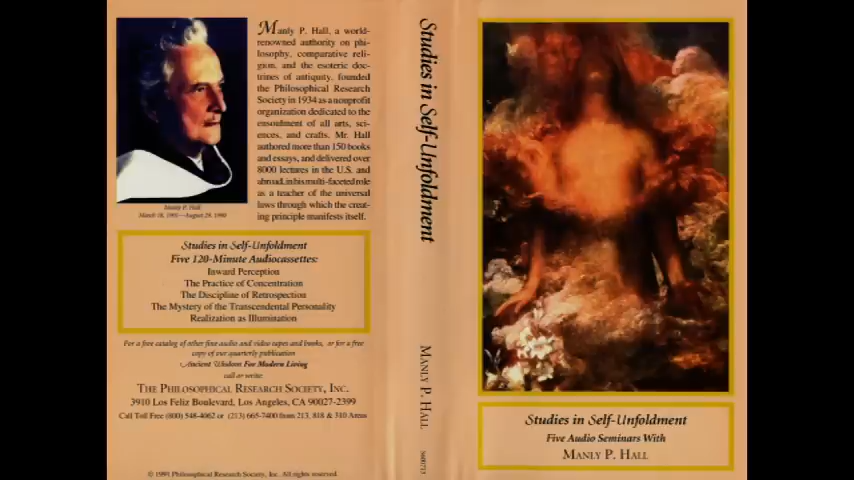 Manly P. Hall, a world-
renowned authority on phi-
losophy, comparative reli-
gion, and the esoteric doc-
trines of antiquity, founded
the Philosophical Research
Society in 1934 as a nonprofit
organization dedicated to the
ensoulment of all arts, sci-
ences, and crafts. Mr. Hall
authored more than 150 books
and essays, and delivered over
8000 lectures in the U.S. and
abroad, in his multi-faceted role
as a teacher of the universal
laws through which the creat-
ing principle manifests itself.
Manly P. Hall
March 18, 1901—August 29, 1990
Studies in Self-Unfoldment
Five 120-Minute Audiocassettes:
Inward Perception
The Practice of Concentration
The Discipline of Retrospection
The Mystery of the Transcendental Personality
Realization as Illumination
For a free catalog of other fine audio and video tapes and books, or for a free
copy of our quarterly publication
Ancient Wisdom For Modern Living
call or write:
THE PHILOSOPHICAL RESEARCH SOCIETY, INC.
3910 Los Feliz Boulevard, Los Angeles, CA 90027-2399
Call Toll Free (800) 548-4062 or (213) 665-7400 from 213, 818 & 310 Areas
Philosophical Research Society, Inc. All rights reserved.
Studies in Self-Unfoldment
MANLY P. HALL
Studies in Self-Unfoldment
Five Audio Seminars With
MANLY P. HALL